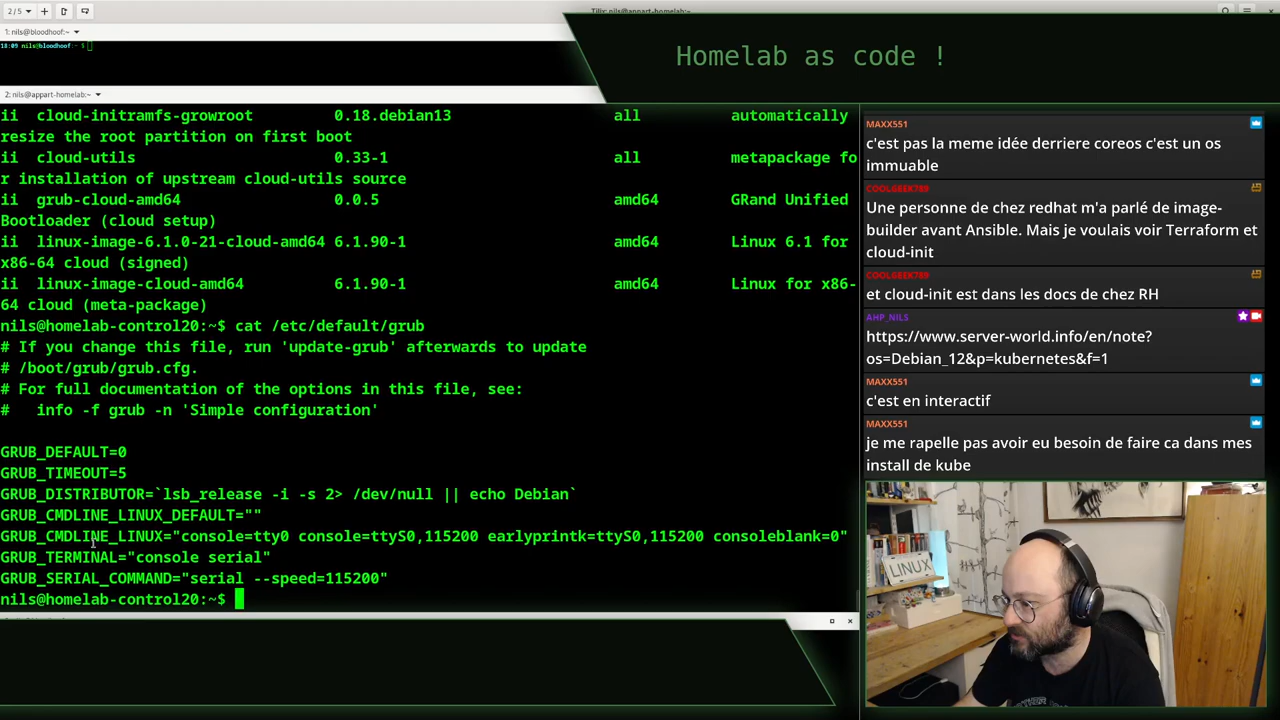 2/5
1: nils@bloodhoof:~
18:09 nils@bloodhoof:~ $
Homelab as code !
2: nils@appart-homelab:~
ii  cloud-initramfs-growroot         0.18.debian13                  all          automatically
resize the root partition on first boot
ii  cloud-utils                      0.33-1                         all          metapackage fo
r installation of upstream cloud-utils source
ii  grub-cloud-amd64                 0.0.5                          amd64        GRand Unified
Bootloader (cloud setup)
ii  linux-image-6.1.0-21-cloud-amd64 6.1.90-1                       amd64        Linux 6.1 for
x86-64 cloud (signed)
ii  linux-image-cloud-amd64          6.1.90-1                       amd64        Linux for x86-
64 cloud (meta-package)
nils@homelab-control20:~$ cat /etc/default/grub
# If you change this file, run 'update-grub' afterwards to update
# /boot/grub/grub.cfg.
# For full documentation of the options in this file, see:
#   info -f grub -n 'Simple configuration'
GRUB_DEFAULT=0
GRUB_TIMEOUT=5
GRUB_DISTRIBUTOR=`lsb_release -i -s 2> /dev/null || echo Debian`
GRUB_CMDLINE_LINUX_DEFAULT=""
GRUB_CMDLINE_LINUX="console=tty0 console=ttyS0,115200 earlyprintk=ttyS0,115200 consoleblank=0"
GRUB_TERMINAL="console serial"
GRUB_SERIAL_COMMAND="serial --speed=115200"
nils@homelab-control20:~$
MAXX551
c'est pas la meme idée derriere coreos c'est un os
immuable
COOLGEEK789
Une personne de chez redhat m'a parlé de image-
builder avant Ansible. Mais je voulais voir Terraform et
cloud-init
COOLGEEK789
et cloud-init est dans les docs de chez RH
AHP_NILS
https://www.server-world.info/en/note?
os=Debian_12&p=kubernetes&f=1
MAXX551
c'est en interactif
MAXX551
je me rapelle pas avoir eu besoin de faire ca dans mes
install de kube
LINUX